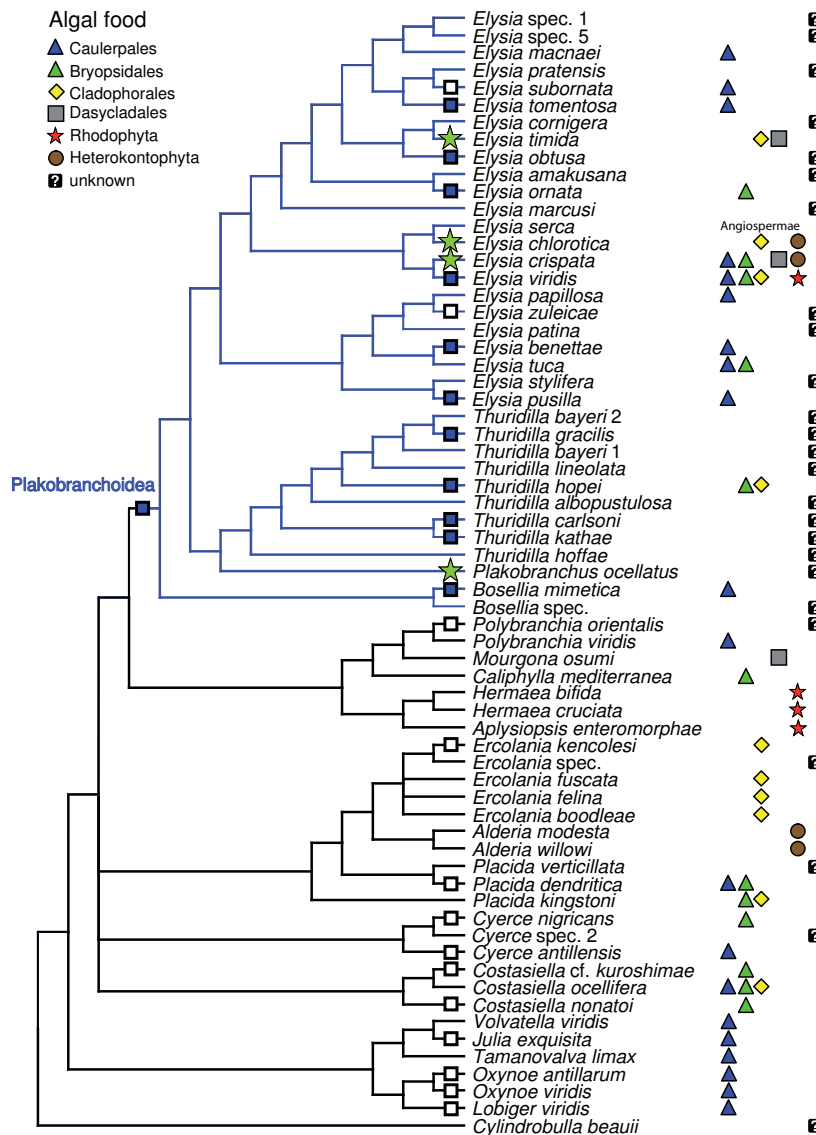 Algal food
Caulerpales
Bryopsidales
Cladophorales
Dasycladales
Rhodophyta
Heterokontophyta
? unknown
Plakobranchoidea
Elysia spec. 1 ?
Elysia spec. 5 ?
Elysia macnaei
Elysia pratensis ?
Elysia subornata
Elysia tomentosa
Elysia cornigera ?
Elysia timida
Elysia obtusa ?
Elysia amakusana ?
Elysia ornata
Elysia marcusi ?
Elysia serca Angiospermae
Elysia chlorotica
Elysia crispata
Elysia viridis
Elysia papillosa
Elysia zuleicae ?
Elysia patina ?
Elysia benettae
Elysia tuca
Elysia stylifera ?
Elysia pusilla
Thuridilla bayeri 2 ?
Thuridilla gracilis ?
Thuridilla bayeri 1 ?
Thuridilla lineolata ?
Thuridilla hopei
Thuridilla albopustulosa ?
Thuridilla carlsoni ?
Thuridilla kathae ?
Thuridilla hoffae ?
Plakobranchus ocellatus ?
Bosellia mimetica
Bosellia spec. ?
Polybranchia orientalis ?
Polybranchia viridis
Mourgona osumi
Caliphylla mediterranea
Hermaea bifida
Hermaea cruciata
Aplysiopsis enteromorphae
Ercolania kencolesi
Ercolania spec. ?
Ercolania fuscata
Ercolania felina
Ercolania boodleae
Alderia modesta
Alderia willowi
Placida verticillata ?
Placida dendritica
Placida kingstoni
Cyerce nigricans
Cyerce spec. 2 ?
Cyerce antillensis
Costasiella cf. kuroshimae
Costasiella ocellifera
Costasiella nonatoi
Volvatella viridis
Julia exquisita
Tamanovalva limax
Oxynoe antillarum
Oxynoe viridis
Lobiger viridis
Cylindrobulla beauii ?